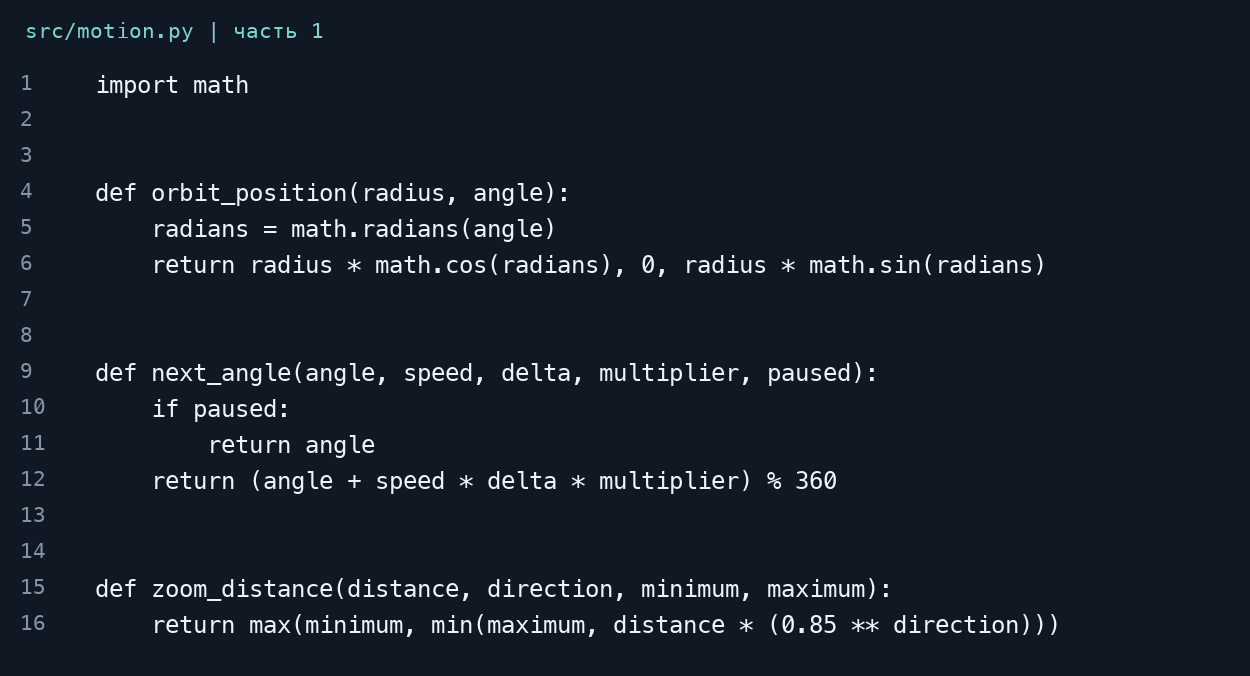 src/motion.py | часть 1
1 import math
2
3
4 def orbit_position(radius, angle):
5     radians = math.radians(angle)
6     return radius * math.cos(radians), 0, radius * math.sin(radians)
7
8
9 def next_angle(angle, speed, delta, multiplier, paused):
10     if paused:
11         return angle
12     return (angle + speed * delta * multiplier) % 360
13
14
15 def zoom_distance(distance, direction, minimum, maximum):
16     return max(minimum, min(maximum, distance * (0.85 ** direction)))